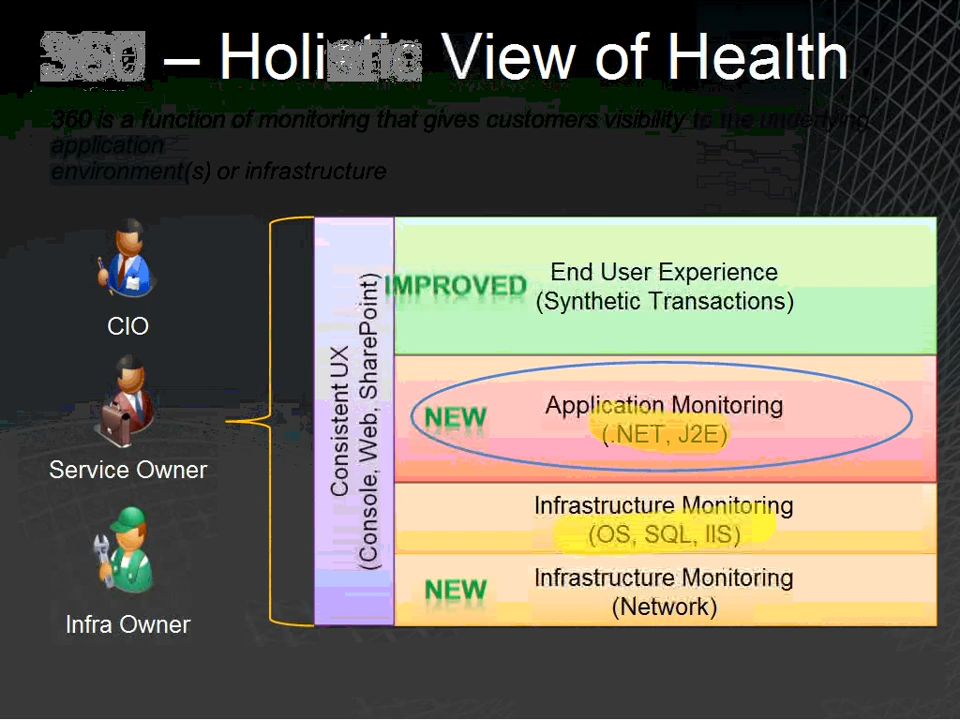 360 – Holistic View of Health
360 is a function of monitoring that gives customers visibility to the underlying
application
environment(s) or infrastructure
CIO
Service Owner
Infra Owner
Consistent UX
(Console, Web, SharePoint)
IMPROVED
End User Experience
(Synthetic Transactions)
NEW
Application Monitoring
(.NET, J2E)
Infrastructure Monitoring
(OS, SQL, IIS)
NEW
Infrastructure Monitoring
(Network)